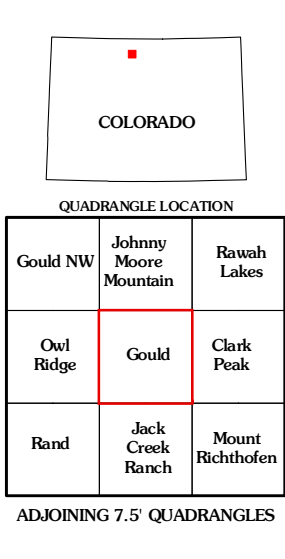 COLORADO
QUADRANGLE LOCATION
Gould NW
Johnny
Moore
Mountain
Rawah
Lakes
Owl
Ridge
Gould
Clark
Peak
Rand
Jack
Creek
Ranch
Mount
Richthofen
ADJOINING 7.5' QUADRANGLES